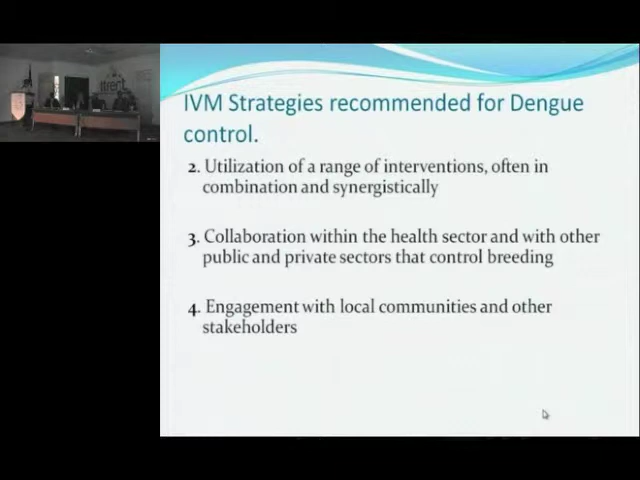 IVM Strategies recommended for Dengue
control.
2. Utilization of a range of interventions, often in
combination and synergistically
3. Collaboration within the health sector and with other
public and private sectors that control breeding
4. Engagement with local communities and other
stakeholders